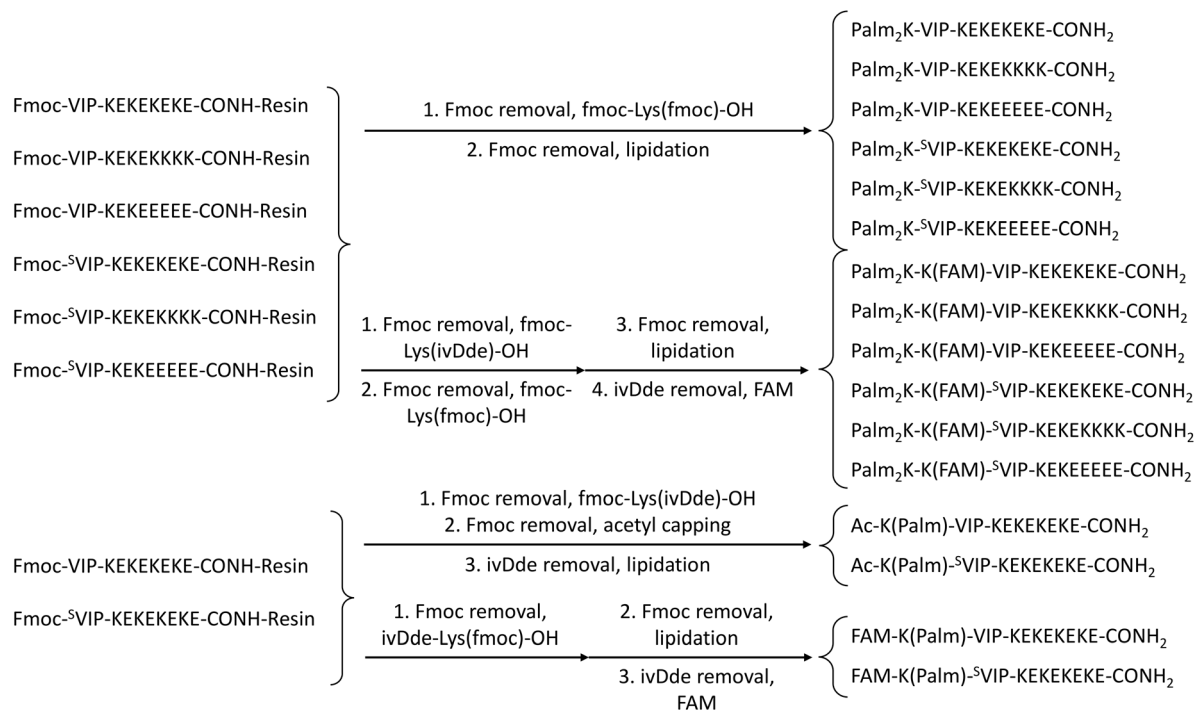 Fmoc-VIP-KEKEKEKE-CONH-Resin
Fmoc-VIP-KEKEKKKK-CONH-Resin
Fmoc-VIP-KEKEEEEE-CONH-Resin
Fmoc-ˢVIP-KEKEKEKE-CONH-Resin
Fmoc-ˢVIP-KEKEKKKK-CONH-Resin
Fmoc-ˢVIP-KEKEEEEE-CONH-Resin
1. Fmoc removal, fmoc-Lys(fmoc)-OH
2. Fmoc removal, lipidation
1. Fmoc removal, fmoc-
Lys(ivDde)-OH
2. Fmoc removal, fmoc-
Lys(fmoc)-OH
3. Fmoc removal,
lipidation
4. ivDde removal, FAM
Palm₂K-VIP-KEKEKEKE-CONH₂
Palm₂K-VIP-KEKEKKKK-CONH₂
Palm₂K-VIP-KEKEEEEE-CONH₂
Palm₂K-ˢVIP-KEKEKEKE-CONH₂
Palm₂K-ˢVIP-KEKEKKKK-CONH₂
Palm₂K-ˢVIP-KEKEEEEE-CONH₂
Palm₂K-K(FAM)-VIP-KEKEKEKE-CONH₂
Palm₂K-K(FAM)-VIP-KEKEKKKK-CONH₂
Palm₂K-K(FAM)-VIP-KEKEEEEE-CONH₂
Palm₂K-K(FAM)-ˢVIP-KEKEKEKE-CONH₂
Palm₂K-K(FAM)-ˢVIP-KEKEKKKK-CONH₂
Palm₂K-K(FAM)-ˢVIP-KEKEEEEE-CONH₂
Fmoc-VIP-KEKEKEKE-CONH-Resin
Fmoc-ˢVIP-KEKEKEKE-CONH-Resin
1. Fmoc removal, fmoc-Lys(ivDde)-OH
2. Fmoc removal, acetyl capping
3. ivDde removal, lipidation
1. Fmoc removal,
ivDde-Lys(fmoc)-OH
2. Fmoc removal,
lipidation
3. ivDde removal,
FAM
Ac-K(Palm)-VIP-KEKEKEKE-CONH₂
Ac-K(Palm)-ˢVIP-KEKEKEKE-CONH₂
FAM-K(Palm)-VIP-KEKEKEKE-CONH₂
FAM-K(Palm)-ˢVIP-KEKEKEKE-CONH₂